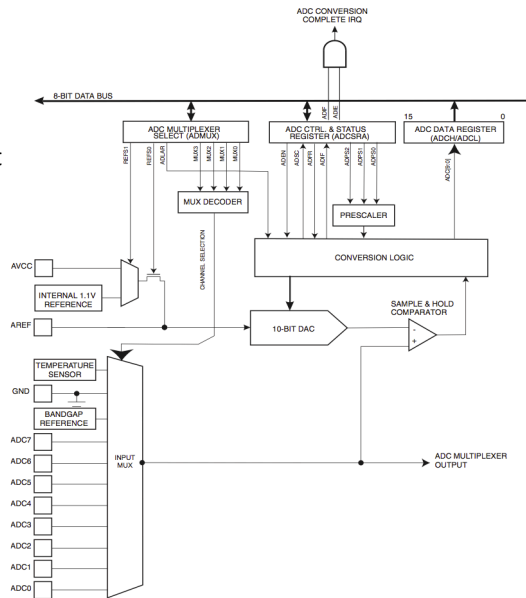 ADC CONVERSION
COMPLETE IRQ
8-BIT DATA BUS
ADIF
ADIE
15
0
ADC MULTIPLEXER
SELECT (ADMUX)
ADC CTRL. & STATUS
REGISTER (ADCSRA)
ADC DATA REGISTER
(ADCH/ADCL)
REFS1
REFS0
ADLAR
MUX3
MUX2
MUX1
MUX0
ADEN
ADSC
ADFR
ADIF
ADPS2
ADPS1
ADPS0
ADC[9:0]
MUX DECODER
PRESCALER
CHANNEL SELECTION
CONVERSION LOGIC
AVCC
INTERNAL 1.1V
REFERENCE
SAMPLE & HOLD
COMPARATOR
AREF
10-BIT DAC
-
+
TEMPERATURE
SENSOR
GND
BANDGAP
REFERENCE
ADC7
ADC6
ADC5
ADC4
ADC3
ADC2
ADC1
ADC0
INPUT
MUX
ADC MULTIPLEXER
OUTPUT